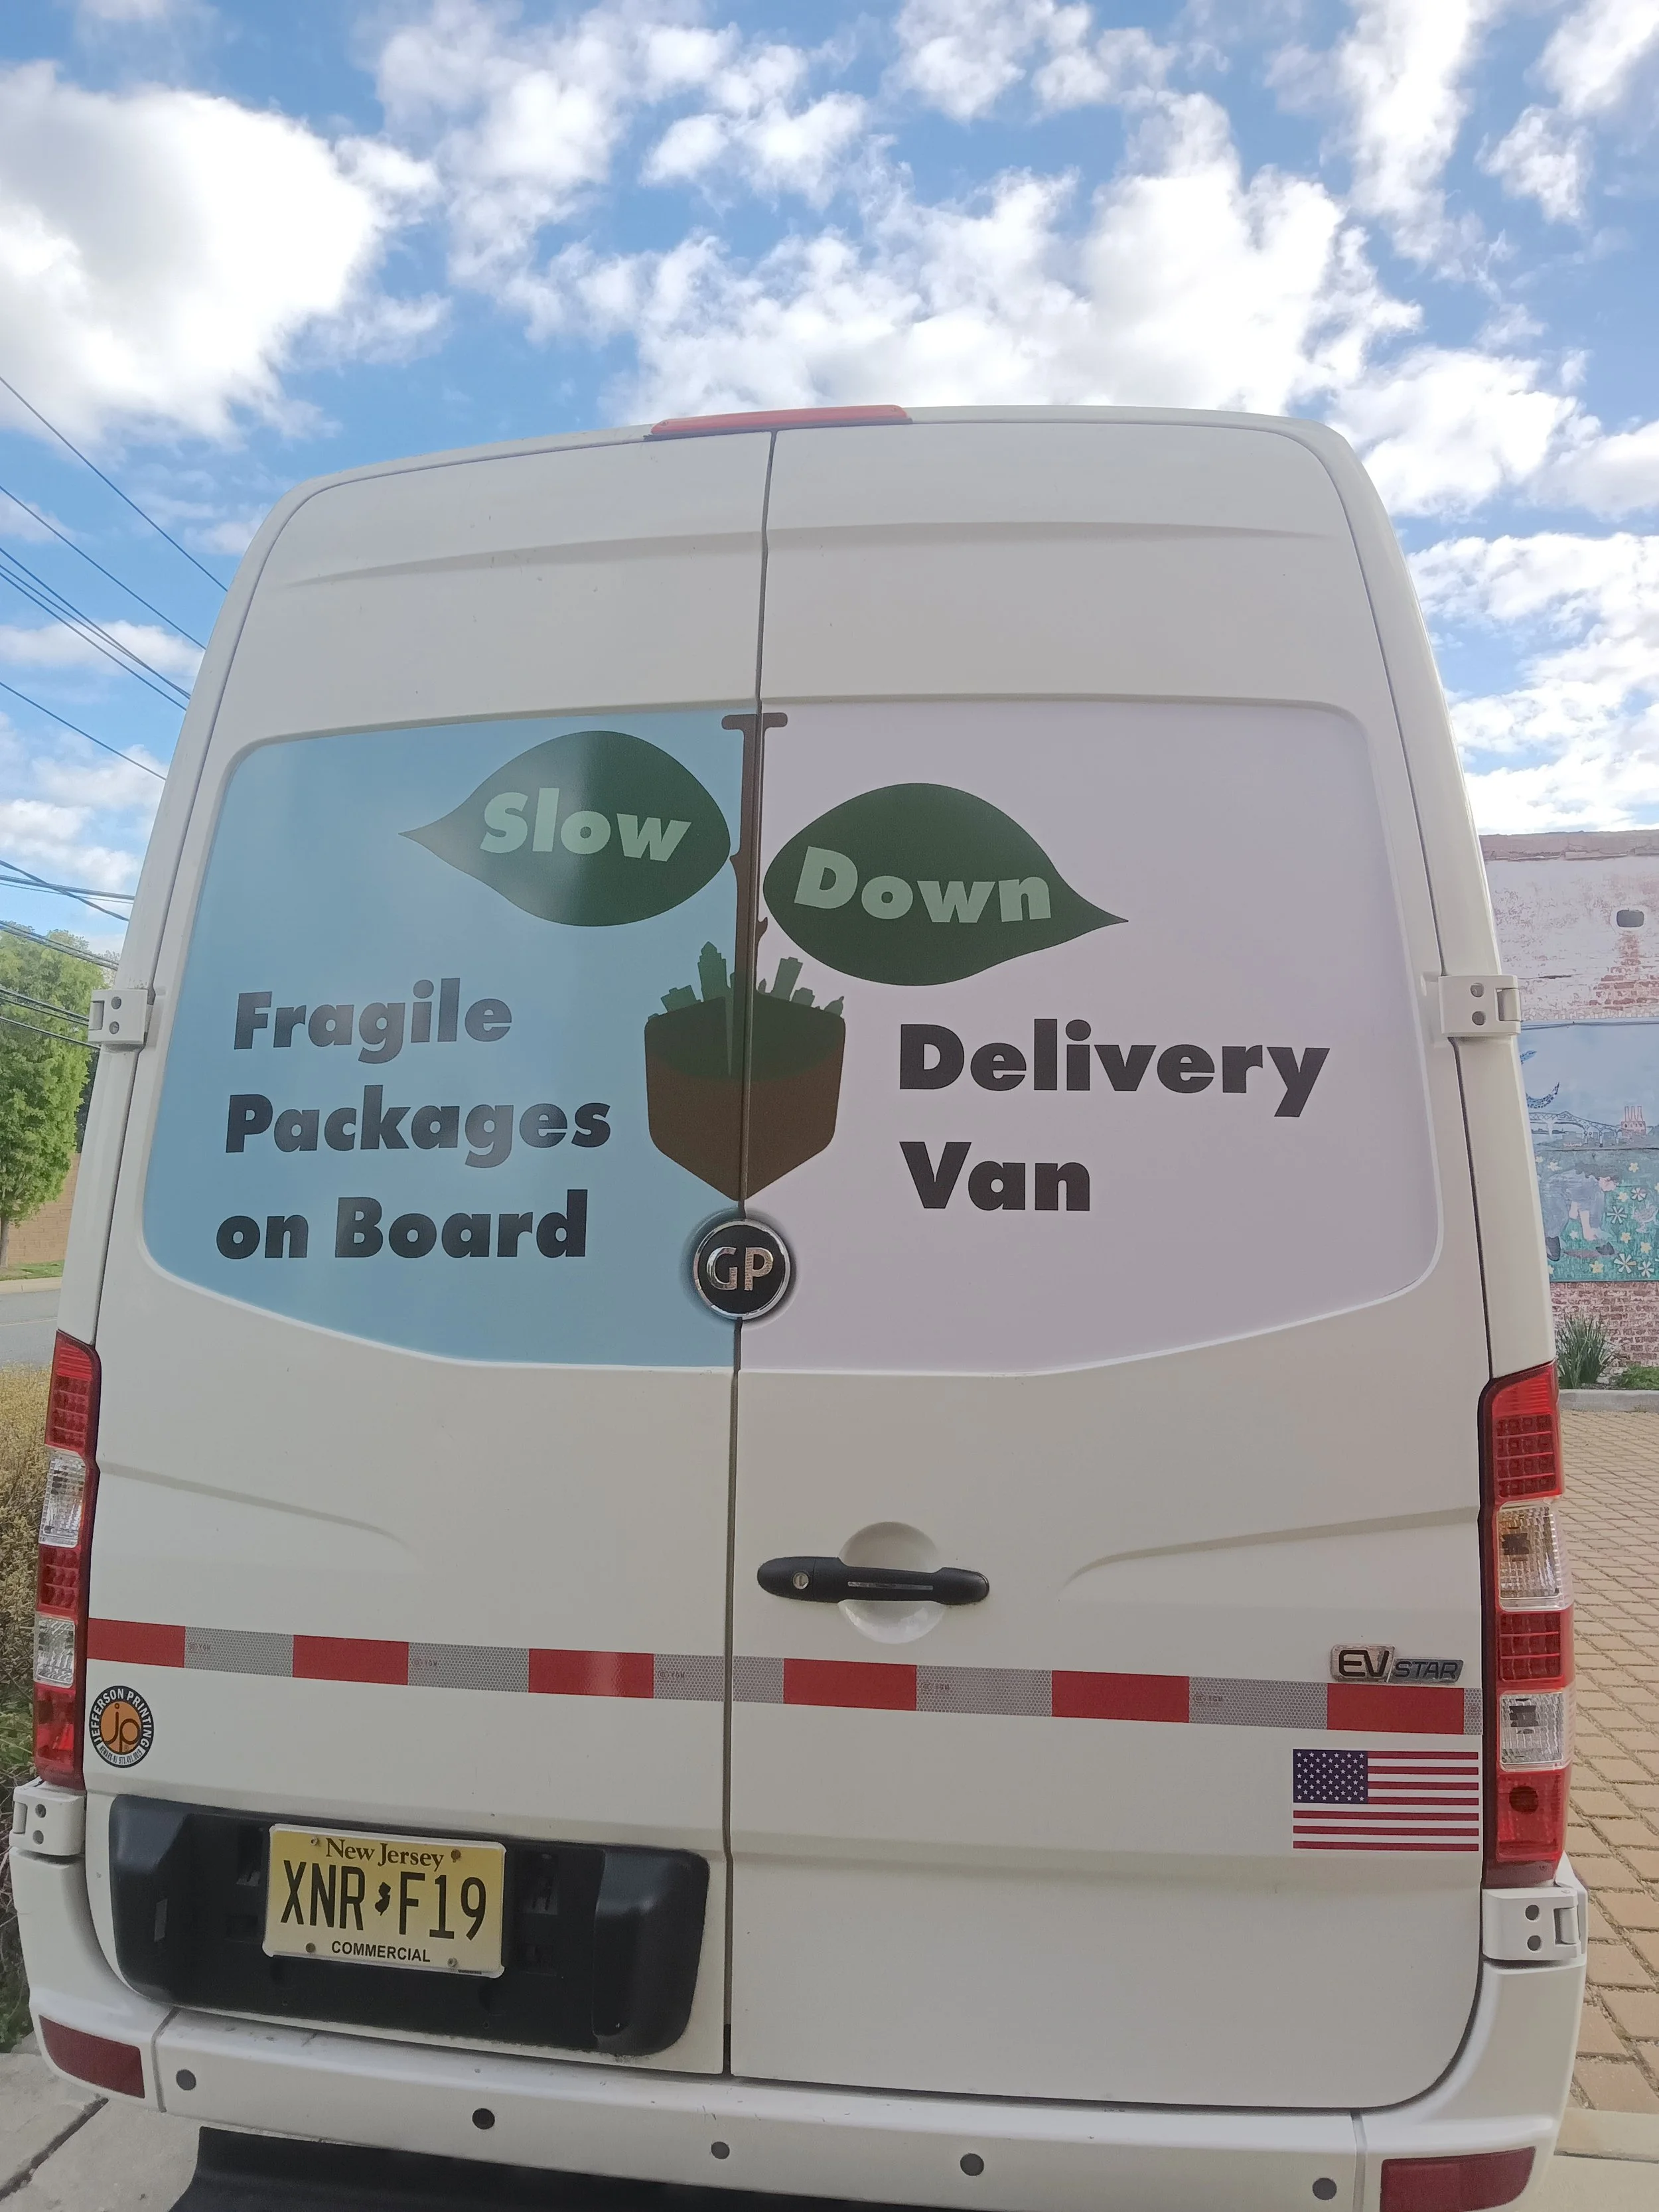 Slow
Down
Fragile
Packages
on Board
Delivery
Van
GP
EV STAR
JEFFERSON PRINTING
jp
New Jersey
XNR F19
COMMERCIAL